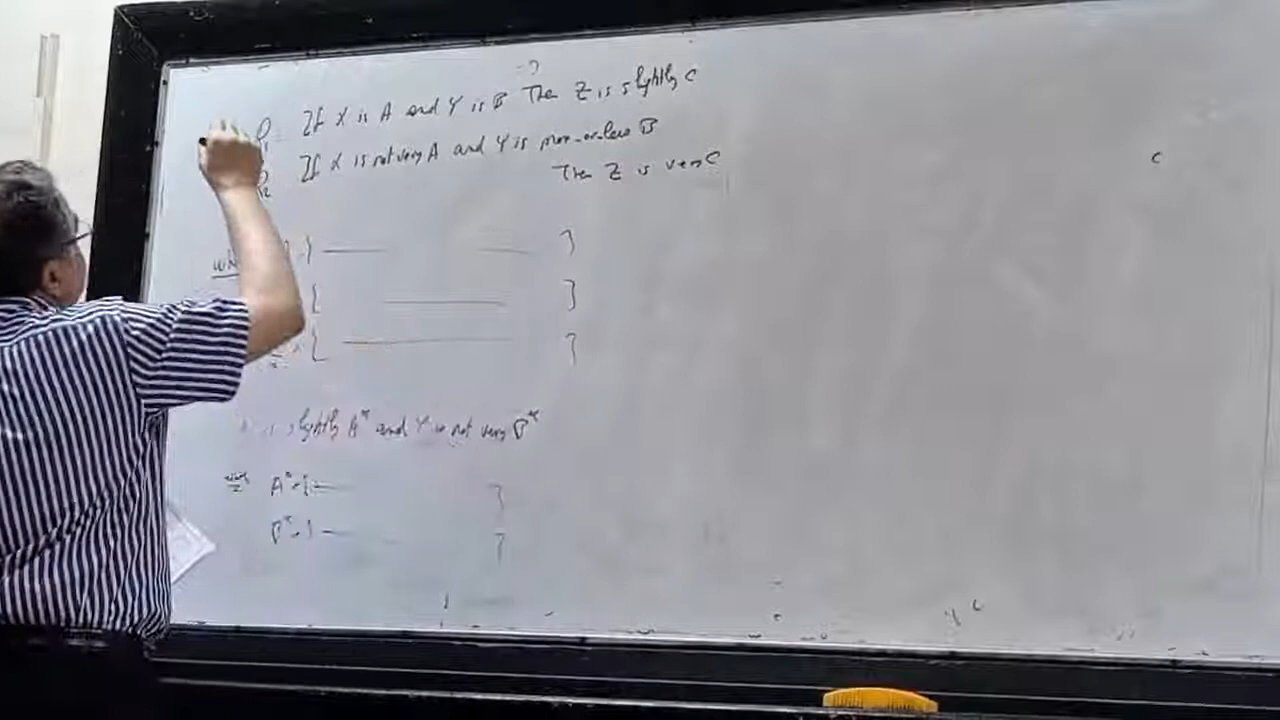 If X is A and Y is B Then Z is slightly C
If X is not very A and Y is more-or-less B
Then Z is very C
{ }
{ }
{ }
is slightly A* and Y is not very B*
A* = { }
B* = { }
C